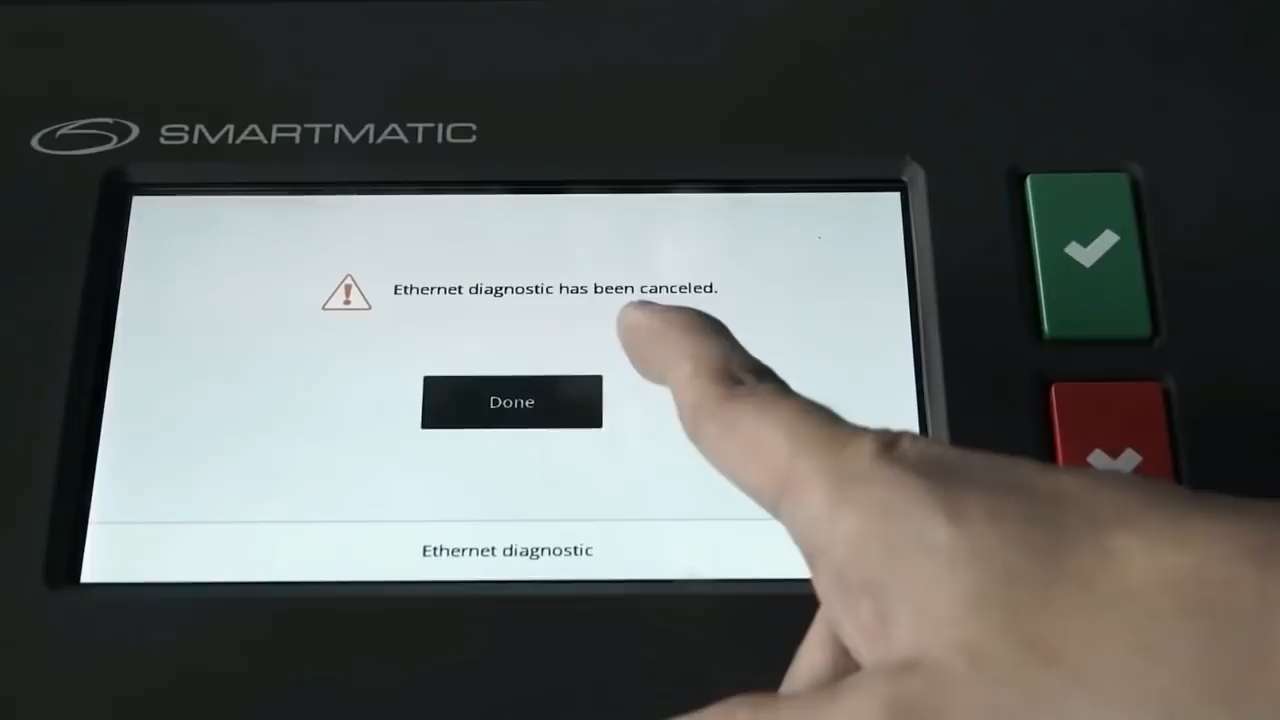 SMARTMATIC
Ethernet diagnostic has been canceled.
Done
Ethernet diagnostic